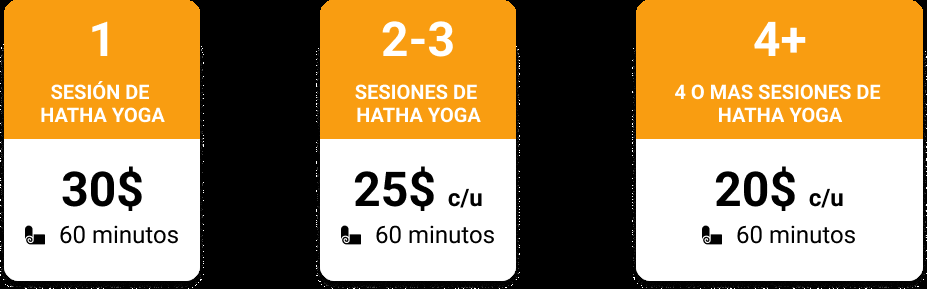 1
SESIÓN DE
HATHA YOGA
30$
60 minutos
2-3
SESIONES DE
HATHA YOGA
25$ c/u
60 minutos
4+
4 O MAS SESIONES DE
HATHA YOGA
20$ c/u
60 minutos